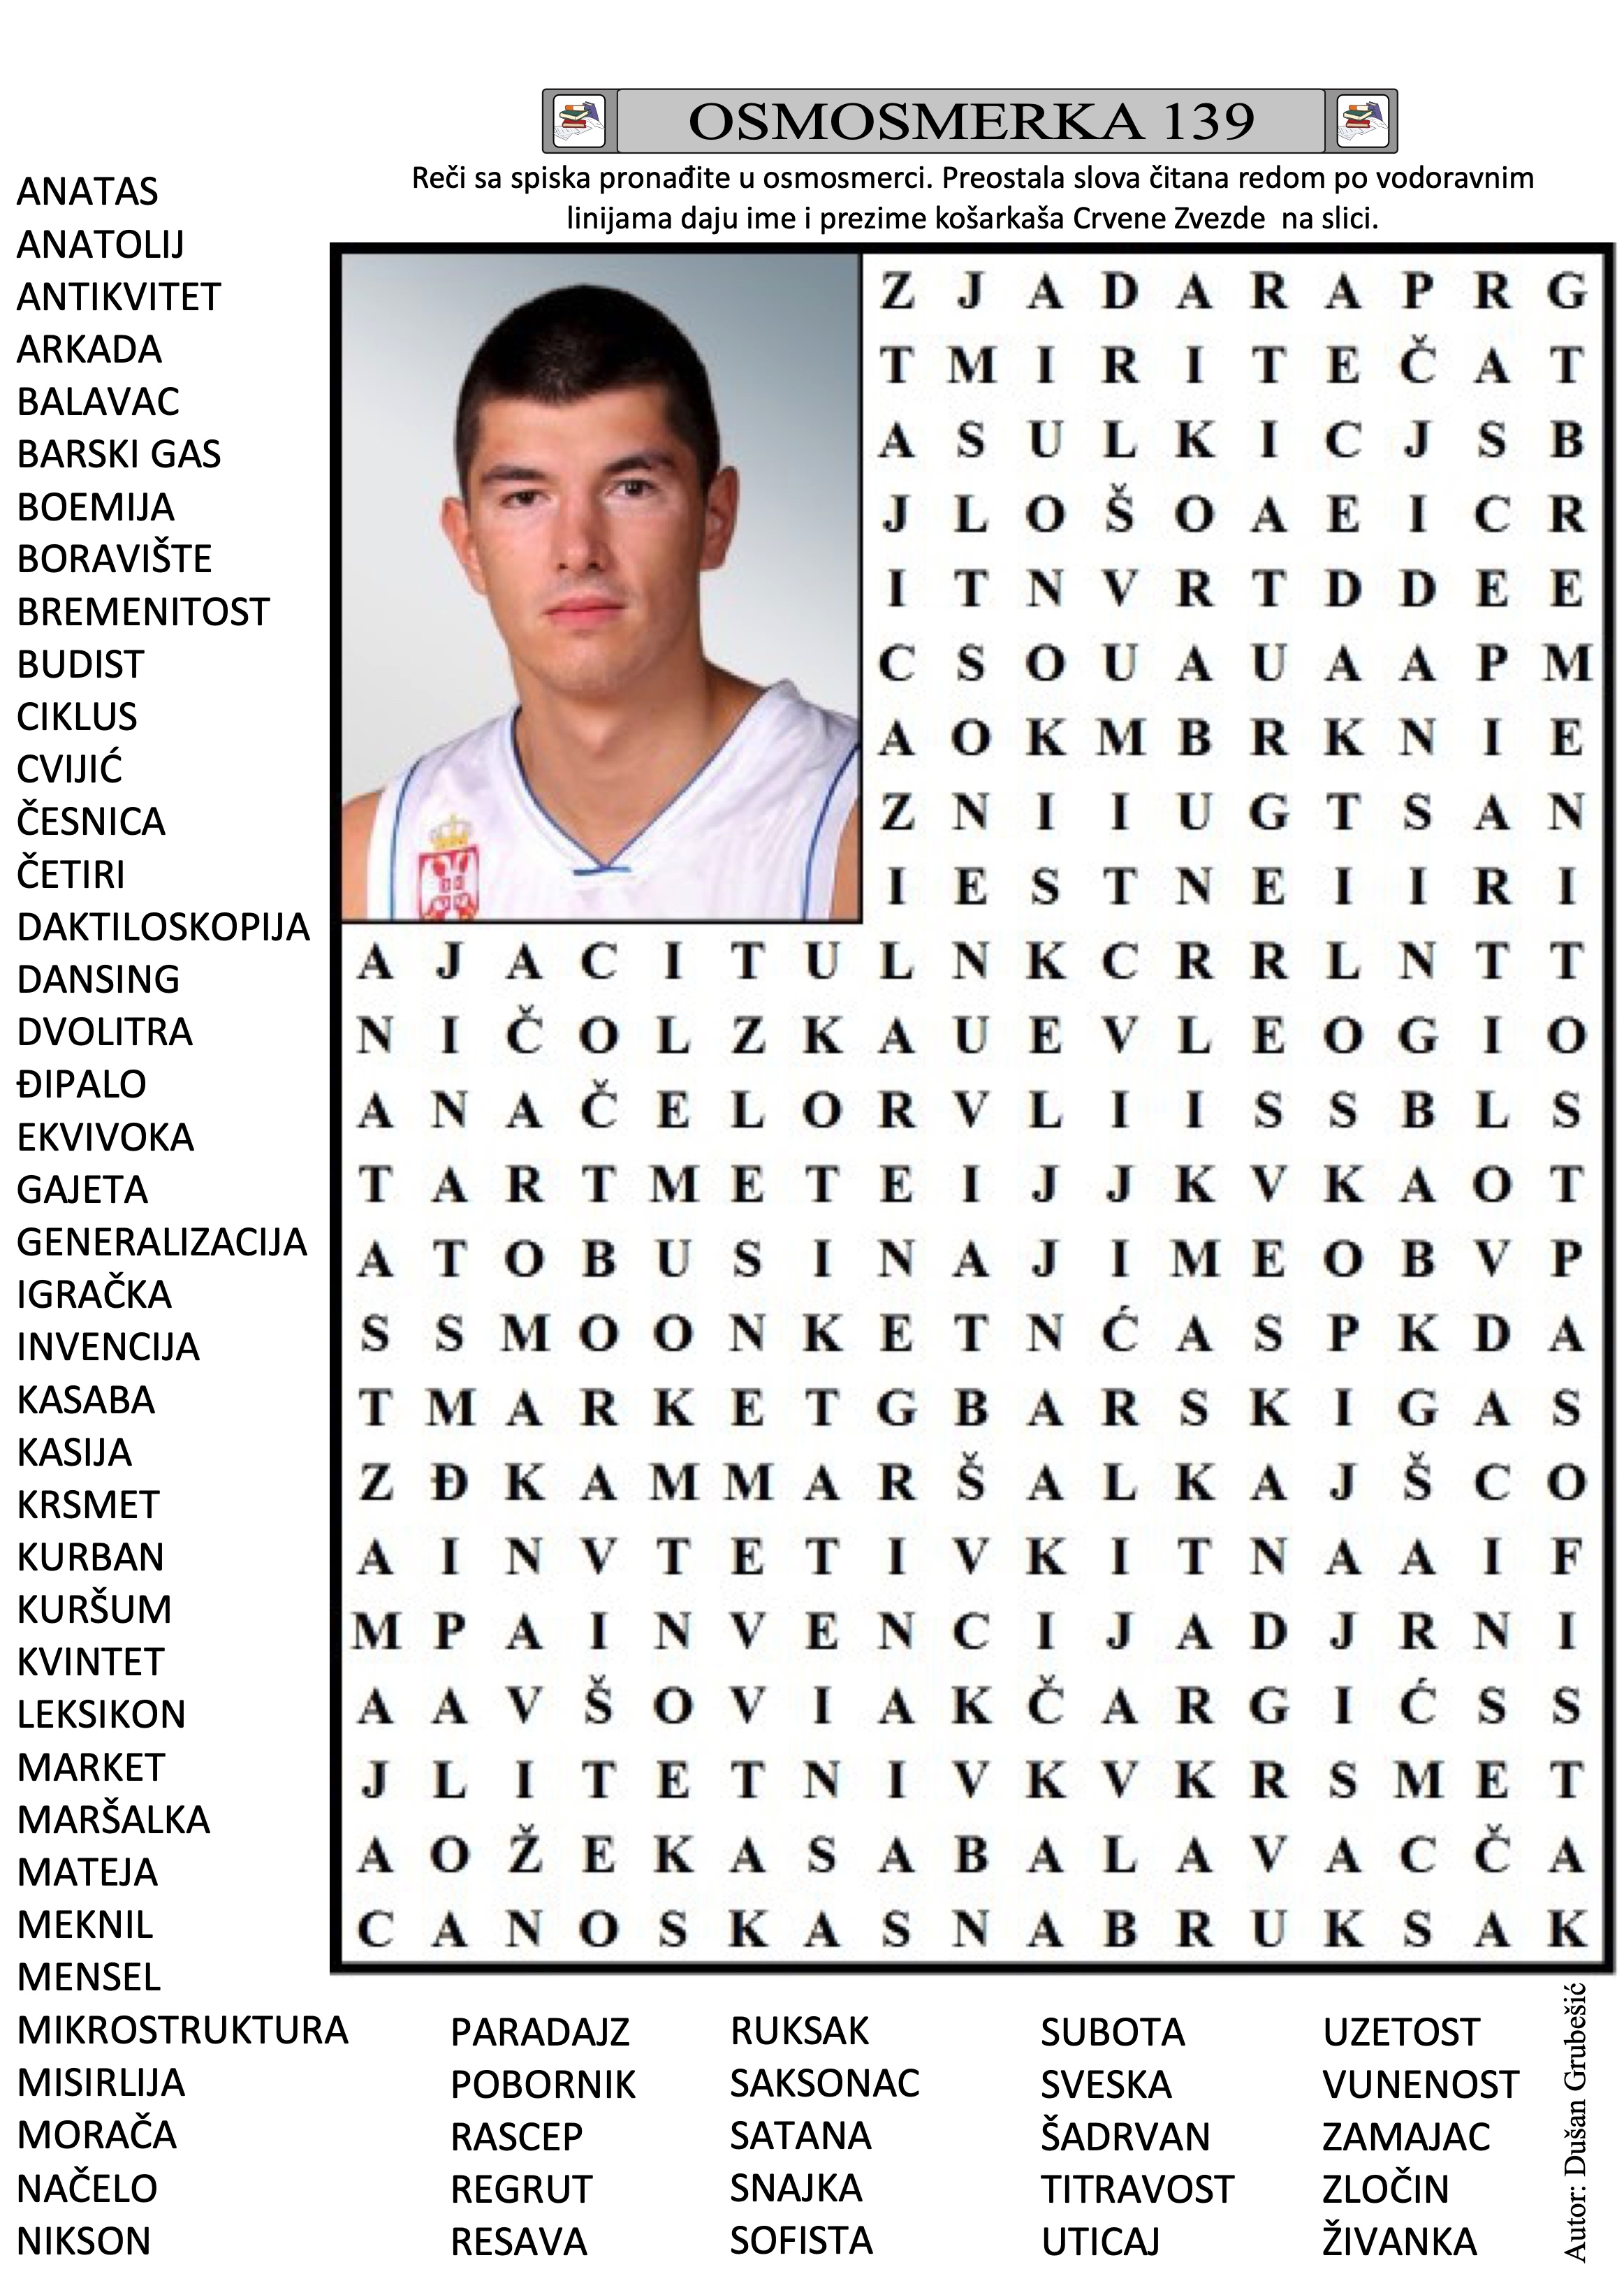 OSMOSMERKA 139
Reči sa spiska pronađite u osmosmerci. Preostala slova čitana redom po vodoravnim
linijama daju ime i prezime košarkaša Crvene Zvezde na slici.
ANATAS
ANATOLIJ
ANTIKVITET
ARKADA
BALAVAC
BARSKI GAS
BOEMIJA
BORAVIŠTE
BREMENITOST
BUDIST
CIKLUS
CVIJIĆ
ČESNICA
ČETIRI
DAKTILOSKOPIJA
DANSING
DVOLITRA
ĐIPALO
EKVIVOKA
GAJETA
GENERALIZACIJA
IGRAČKA
INVENCIJA
KASABA
KASIJA
KRSMET
KURBAN
KURŠUM
KVINTET
LEKSIKON
MARKET
MARŠALKA
MATEJA
MEKNIL
MENSEL
MIKROSTRUKTURA
MISIRLIJA
MORAČA
NAČELO
NIKSON
Z J A D A R A P R G
T M I R I T E Č A T
A S U L K I C J S B
J L O Š O A E I C R
I T N V R T D D E E
C S O U A U A A P M
A O K M B R K N I E
Z N I I U G T S A N
I E S T N E I I R I
A J A C I T U L N K C R R L N T T
N I Č O L Z K A U E V L E O G I O
A N A Č E L O R V L I I S S B L S
T A R T M E T E I J J K V K A O T
A T O B U S I N A J I M E O B V P
S S M O O N K E T N Ć A S P K D A
T M A R K E T G B A R S K I G A S
Z Đ K A M M A R Š A L K A J Š C O
A I N V T E T I V K I T N A A I F
M P A I N V E N C I J A D J R N I
A A V Š O V I A K Č A R G I Ć S S
J L I T E T N I V K V K R S M E T
A O Ž E K A S A B A L A V A C Č A
C A N O S K A S N A B R U K S A K
PARADAJZ
POBORNIK
RASCEP
REGRUT
RESAVA
RUKSAK
SAKSONAC
SATANA
SNAJKA
SOFISTA
SUBOTA
SVESKA
ŠADRVAN
TITRAVOST
UTICAJ
UZETOST
VUNENOST
ZAMAJAC
ZLOČIN
ŽIVANKA
Autor: Dušan Grubešić